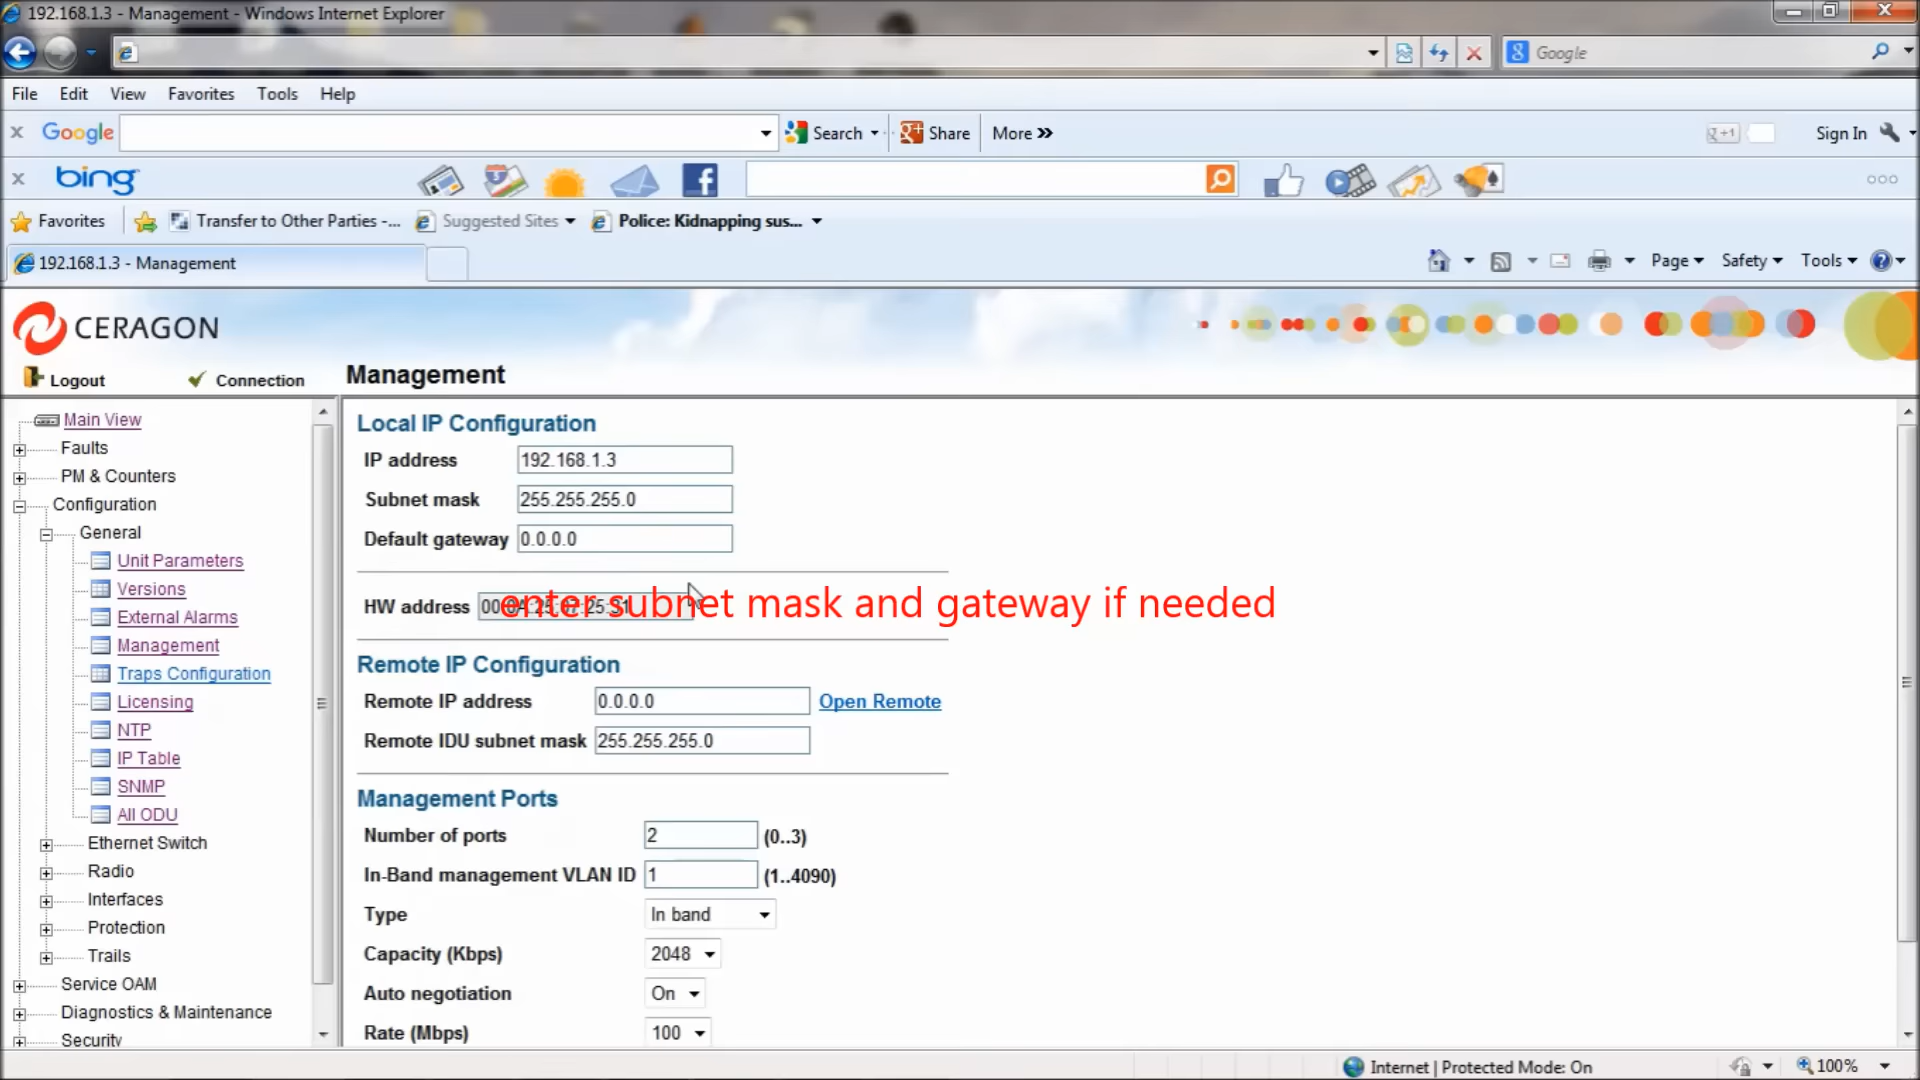 192.168.1.3 - Management - Windows Internet Explorer
Google
File Edit View Favorites Tools Help
Google Search Share More +1 Sign In
bing
Favorites Transfer to Other Parties -... Suggested Sites Police: Kidnapping sus...
192.168.1.3 - Management Page Safety Tools
CERAGON
Logout Connection Management
Main View
Faults
PM & Counters
Configuration
General
Unit Parameters
Versions
External Alarms
Management
Traps Configuration
Licensing
NTP
IP Table
SNMP
All ODU
Ethernet Switch
Radio
Interfaces
Protection
Trails
Service OAM
Diagnostics & Maintenance
Security
Local IP Configuration
IP address 192.168.1.3
Subnet mask 255.255.255.0
Default gateway 0.0.0.0
HW address
enter subnet mask and gateway if needed
Remote IP Configuration
Remote IP address 0.0.0.0 Open Remote
Remote IDU subnet mask 255.255.255.0
Management Ports
Number of ports 2 (0..3)
In-Band management VLAN ID 1 (1..4090)
Type In band
Capacity (Kbps) 2048
Auto negotiation On
Rate (Mbps) 100
Internet | Protected Mode: On 100%